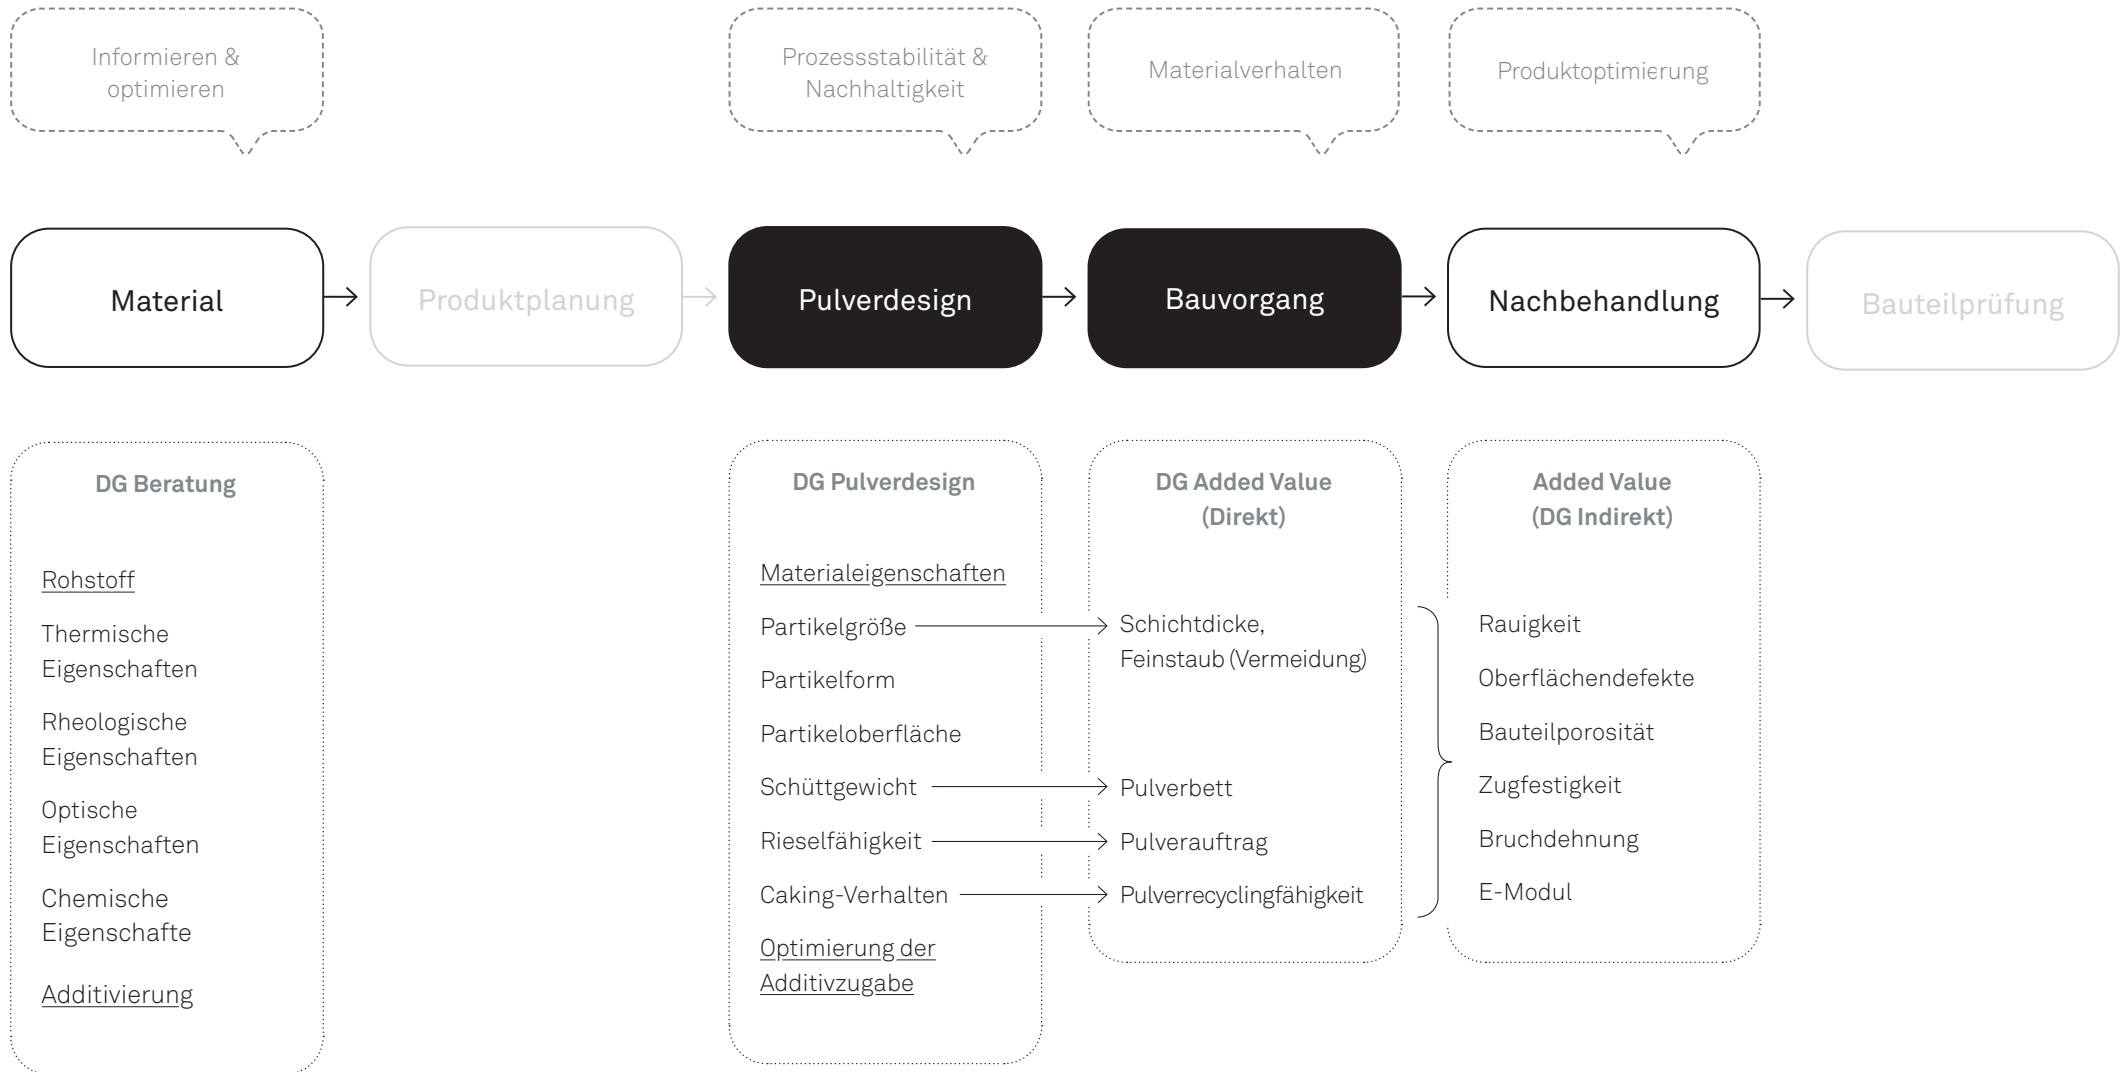 Informieren &
optimieren
Prozessstabilität &
Nachhaltigkeit
Materialverhalten
Produktoptimierung
Material
Produktplanung
Pulverdesign
Bauvorgang
Nachbehandlung
Bauteilprüfung
DG Beratung
Rohstoff
Thermische
Eigenschaften
Rheologische
Eigenschaften
Optische
Eigenschaften
Chemische
Eigenschafte
Additivierung
DG Pulverdesign
Materialeigenschaften
Partikelgröße
Partikelform
Partikeloberfläche
Schüttgewicht
Rieselfähigkeit
Caking-Verhalten
Optimierung der
Additivzugabe
DG Added Value
(Direkt)
Schichtdicke,
Feinstaub (Vermeidung)
Pulverbett
Pulverauftrag
Pulverrecyclingfähigkeit
Added Value
(DG Indirekt)
Rauigkeit
Oberflächendefekte
Bauteilporosität
Zugfestigkeit
Bruchdehnung
E-Modul